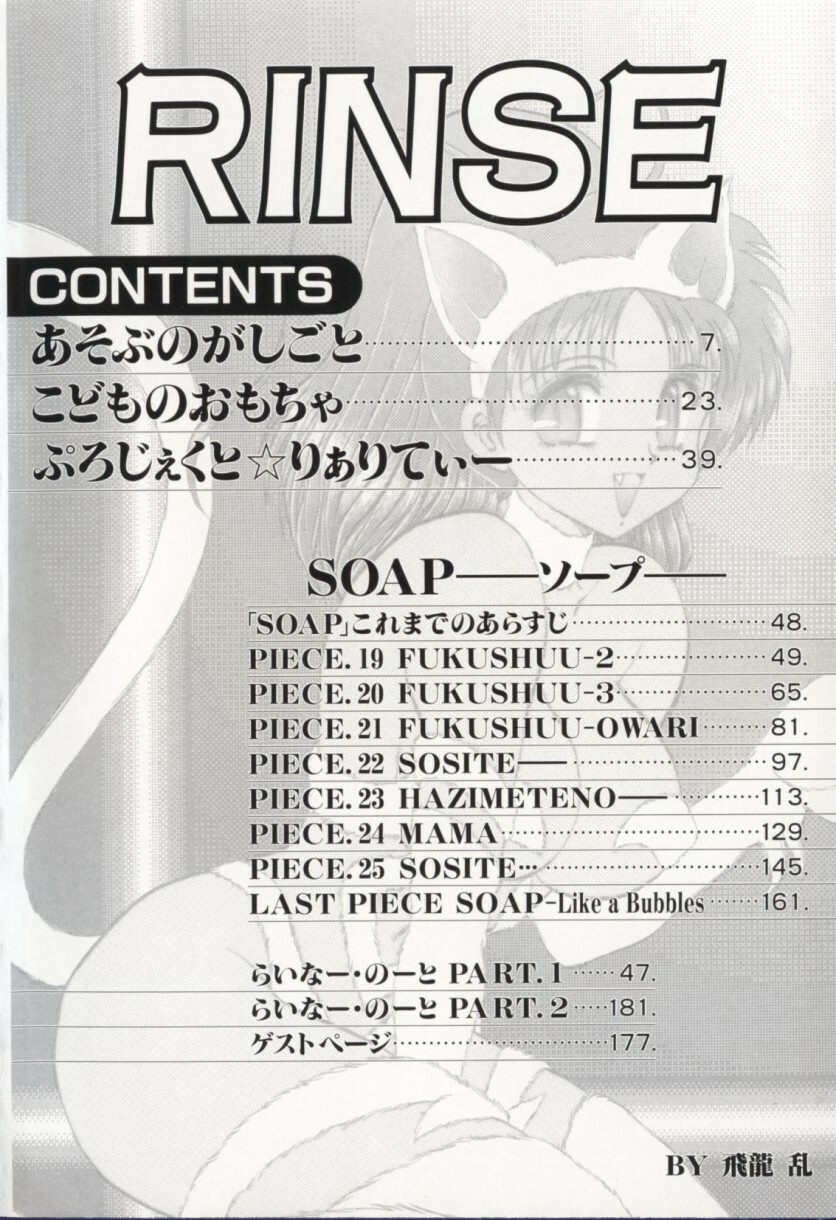 RINSE
CONTENTS
あそぶのがしごと…………………………………7.
こどものおもちゃ…………………………………23.
ぷろじぇくと☆りぁりてぃー………………39.
SOAP――ソープ――
「SOAP」これまでのあらすじ…………………48.
PIECE.19 FUKUSHUU-2………………49.
PIECE.20 FUKUSHUU-3………………65.
PIECE.21 FUKUSHUU-OWARI………81.
PIECE.22 SOSITE――…………………97.
PIECE.23 HAZIMETENO――………113.
PIECE.24 MAMA…………………………129.
PIECE.25 SOSITE………………………145.
LAST PIECE SOAP-Like a Bubbles……161.
らいなー・のーと PART.1……47.
らいなー・のーと PART.2……181.
ゲストページ……………………177.
BY 飛龍 乱